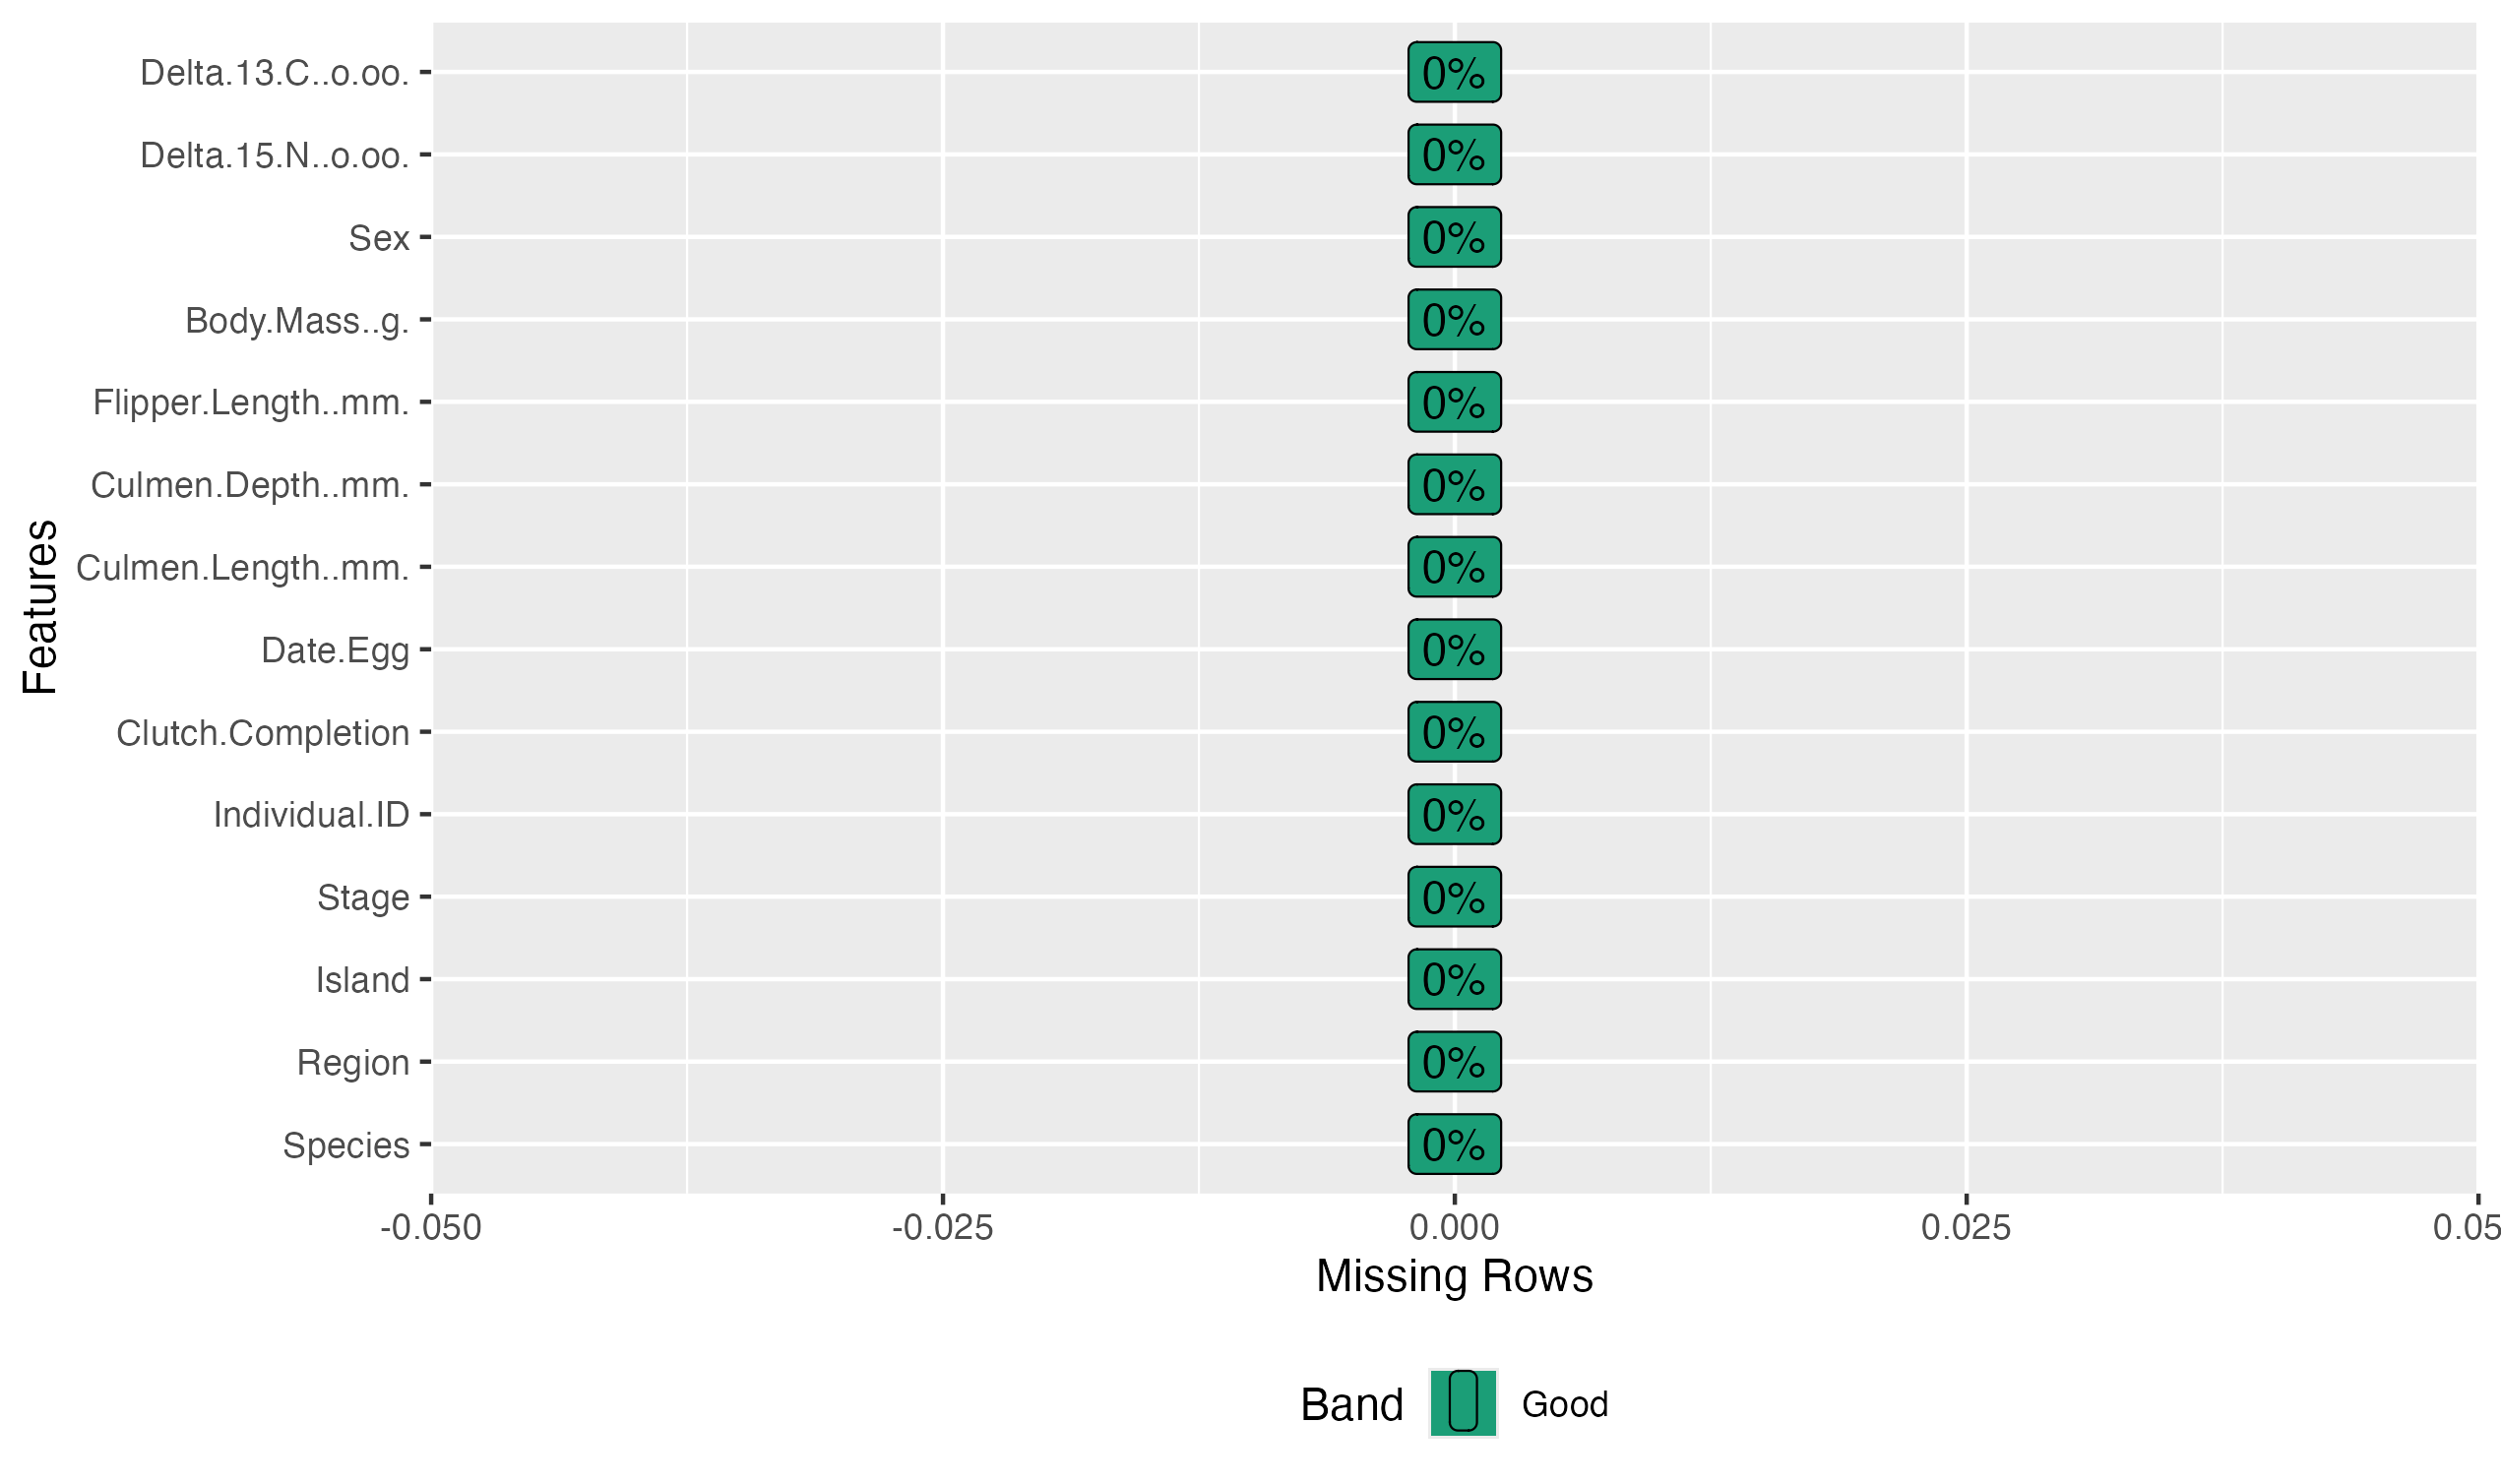 Delta.13.C..o.oo. 0%
Delta.15.N..o.oo. 0%
Sex 0%
Body.Mass..g. 0%
Flipper.Length..mm. 0%
Culmen.Depth..mm. 0%
Culmen.Length..mm. 0%
Date.Egg 0%
Clutch.Completion 0%
Individual.ID 0%
Stage 0%
Island 0%
Region 0%
Species 0%
Features
-0.050 -0.025 0.000 0.025 0.05
Missing Rows
Band Good